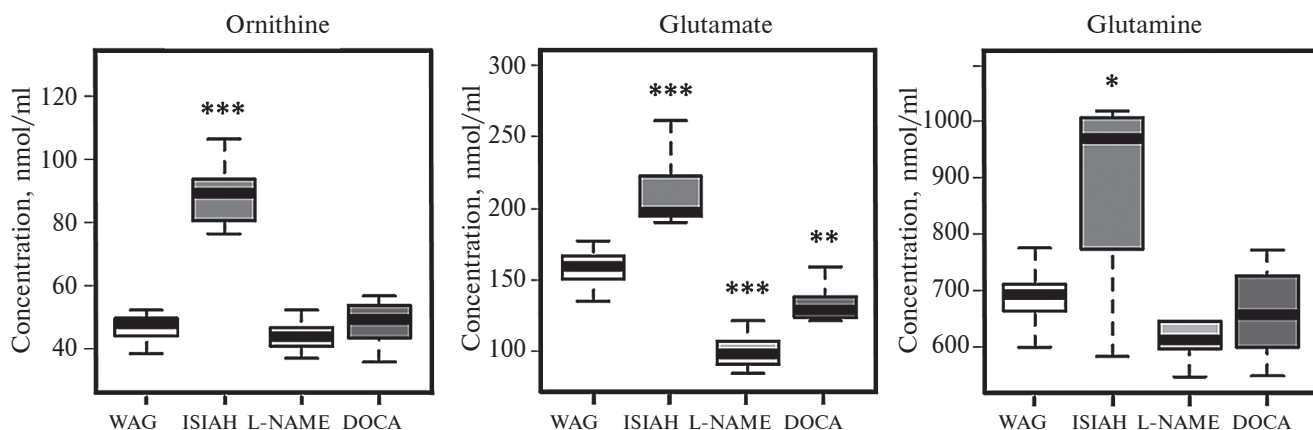 Ornithine
Concentration, nmol/ml
120
100
80
60
40
***
WAG ISIAH L-NAME DOCA
Glutamate
Concentration, nmol/ml
300
250
200
150
100
***
***
**
WAG ISIAH L-NAME DOCA
Glutamine
Concentration, nmol/ml
1000
900
800
700
600
*
WAG ISIAH L-NAME DOCA